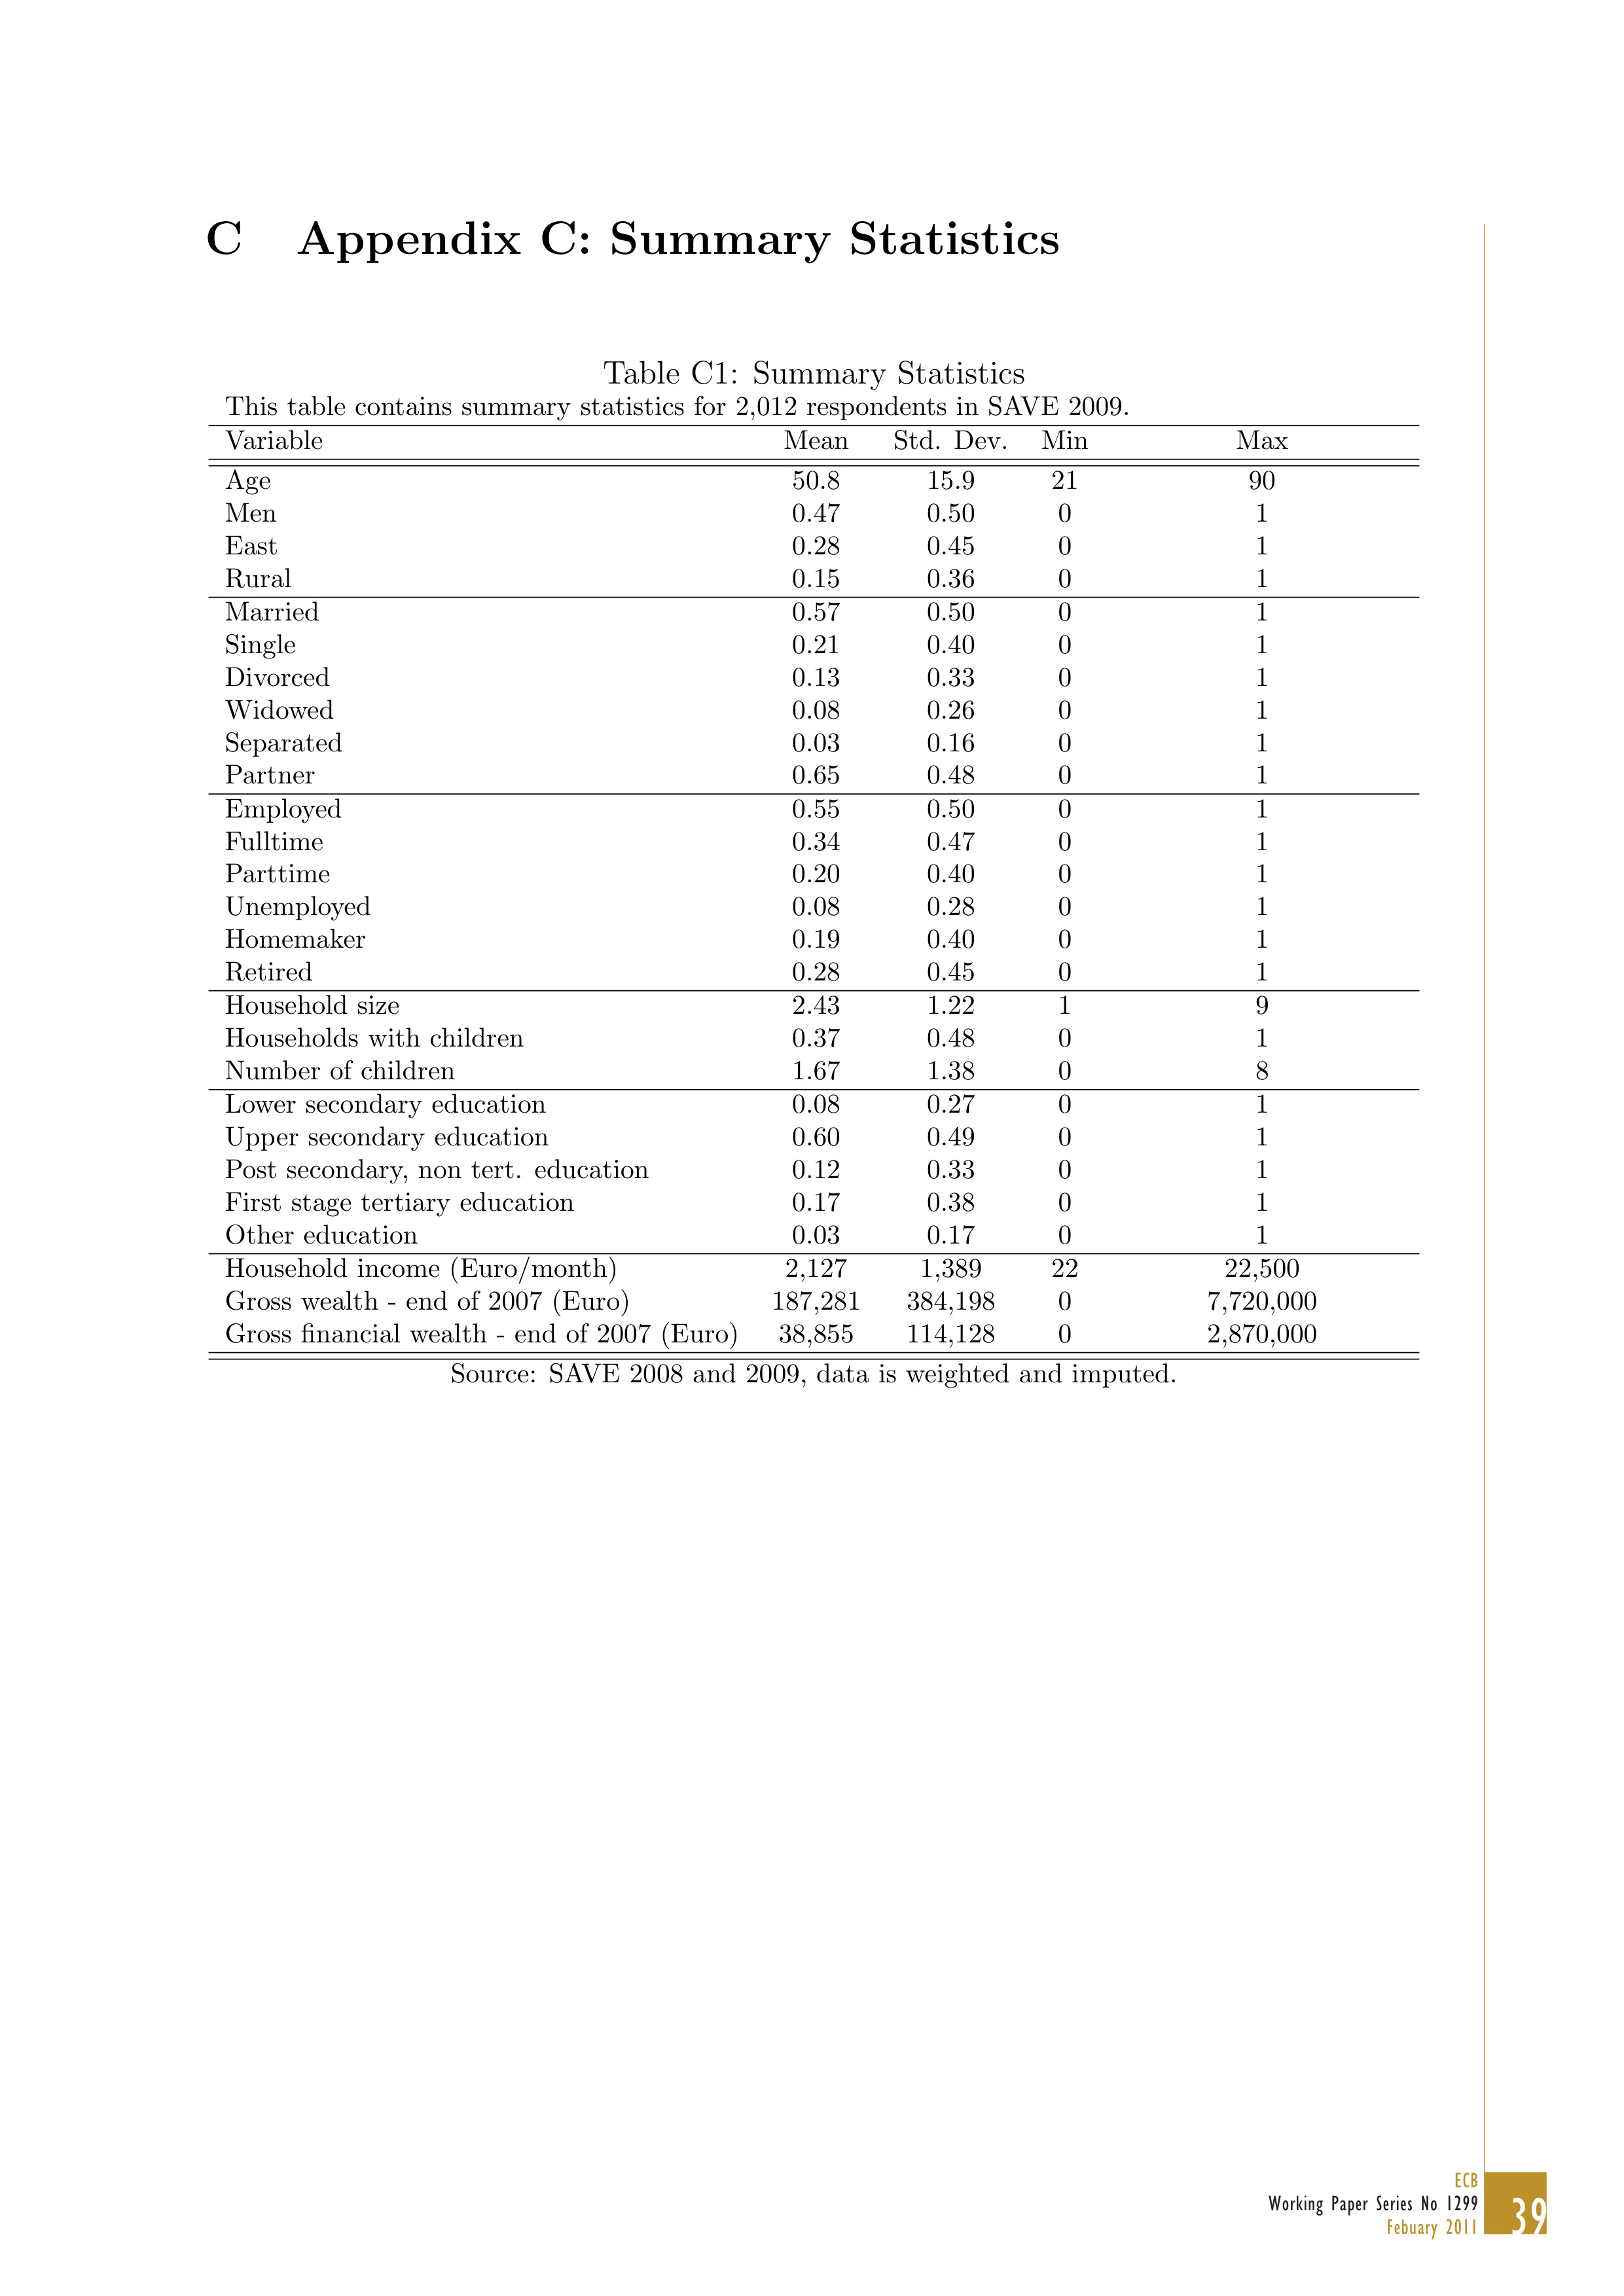 C Appendix C: Summary Statistics
Table C1: Summary Statistics
This table contains summary statistics for 2,012 respondents in SAVE 2009.
Variable Mean Std. Dev. Min Max
Age 50.8 15.9 21 90
Men 0.47 0.50 0 1
East 0.28 0.45 0 1
Rural 0.15 0.36 0 1
Married 0.57 0.50 0 1
Single 0.21 0.40 0 1
Divorced 0.13 0.33 0 1
Widowed 0.08 0.26 0 1
Separated 0.03 0.16 0 1
Partner 0.65 0.48 0 1
Employed 0.55 0.50 0 1
Fulltime 0.34 0.47 0 1
Parttime 0.20 0.40 0 1
Unemployed 0.08 0.28 0 1
Homemaker 0.19 0.40 0 1
Retired 0.28 0.45 0 1
Household size 2.43 1.22 1 9
Households with children 0.37 0.48 0 1
Number of children 1.67 1.38 0 8
Lower secondary education 0.08 0.27 0 1
Upper secondary education 0.60 0.49 0 1
Post secondary, non tert. education 0.12 0.33 0 1
First stage tertiary education 0.17 0.38 0 1
Other education 0.03 0.17 0 1
Household income (Euro/month) 2,127 1,389 22 22,500
Gross wealth - end of 2007 (Euro) 187,281 384,198 0 7,720,000
Gross financial wealth - end of 2007 (Euro) 38,855 114,128 0 2,870,000
Source: SAVE 2008 and 2009, data is weighted and imputed.
ECB
Working Paper Series No 1299
Febuary 2011
39